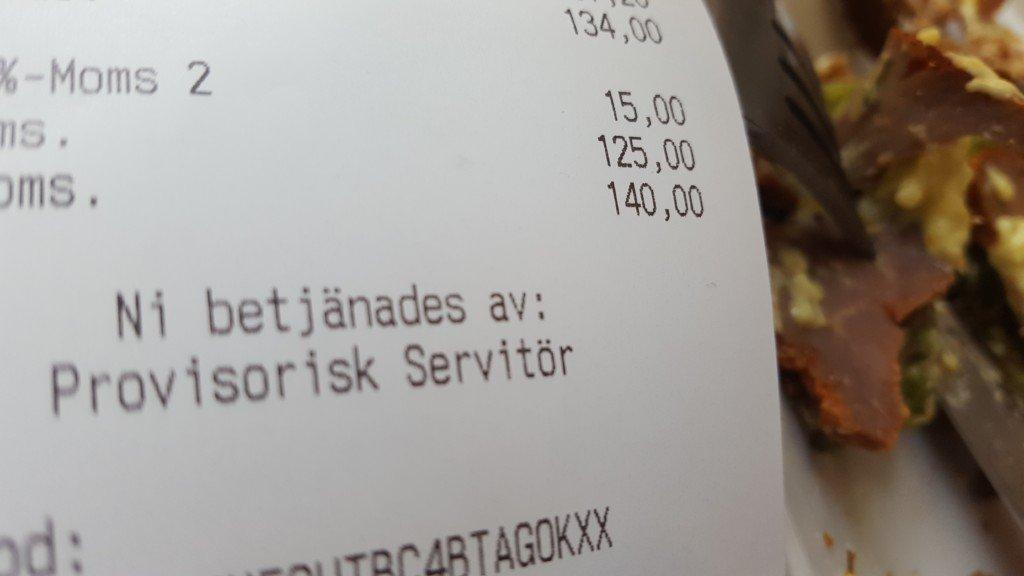 134,00
%-Moms 2 15,00
ms. 125,00
oms. 140,00
Ni betjänades av:
Provisorisk Servitör
od: